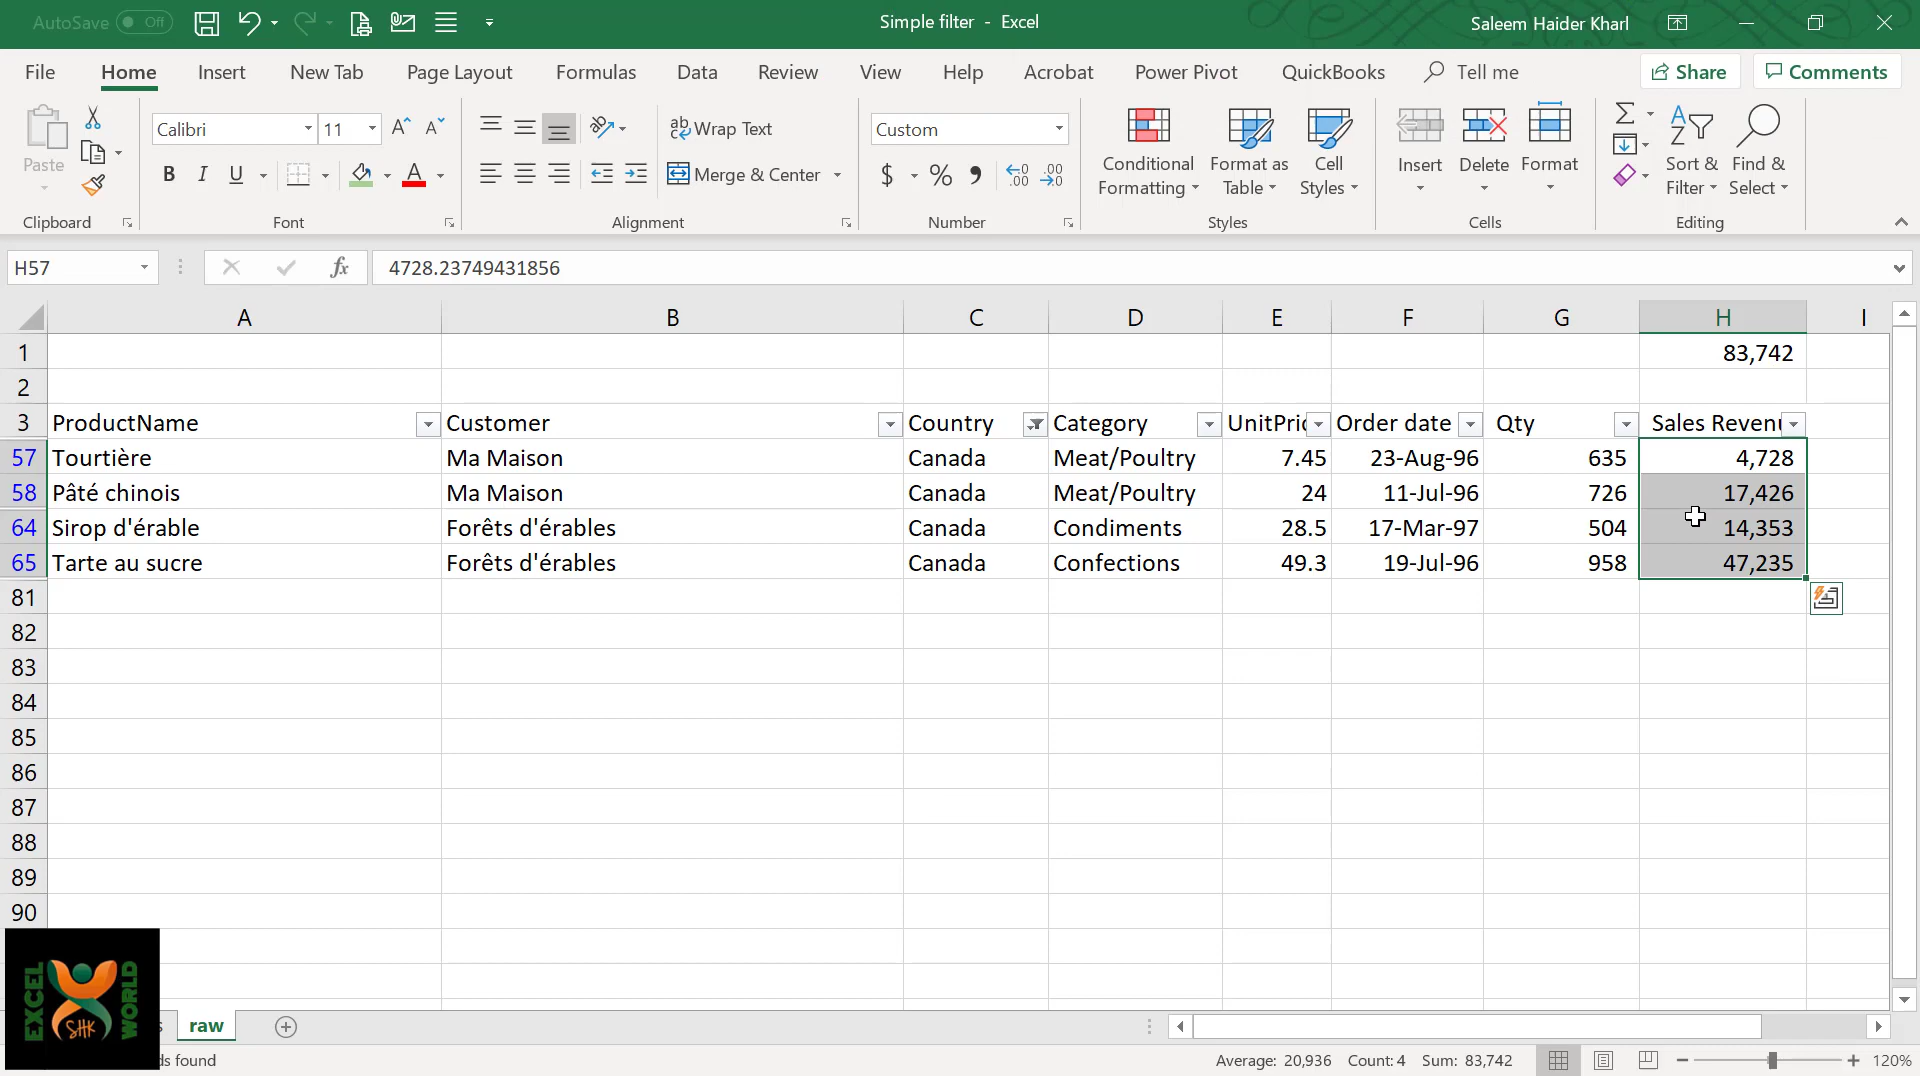 AutoSave Off Simple filter - Excel Saleem Haider Kharl
File Home Insert New Tab Page Layout Formulas Data Review View Help Acrobat Power Pivot QuickBooks Tell me Share Comments
Paste
Calibri 11
B I U A
ab Wrap Text
Merge & Center
Custom
$ % ,
Conditional Formatting
Format as Table
Cell Styles
Insert Delete Format
Sort & Filter
Find & Select
Clipboard Font Alignment Number Styles Cells Editing
H57 fx 4728.23749431856
A B C D E F G H I
1 83,742
2
3 ProductName Customer Country Category UnitPric Order date Qty Sales Revenu
57 Tourtière Ma Maison Canada Meat/Poultry 7.45 23-Aug-96 635 4,728
58 Pâté chinois Ma Maison Canada Meat/Poultry 24 11-Jul-96 726 17,426
64 Sirop d'érable Forêts d'érables Canada Condiments 28.5 17-Mar-97 504 14,353
65 Tarte au sucre Forêts d'érables Canada Confections 49.3 19-Jul-96 958 47,235
81
82
83
84
85
86
87
88
89
90
EXCEL SHK WORLD
s raw
ds found Average: 20,936 Count: 4 Sum: 83,742 120%